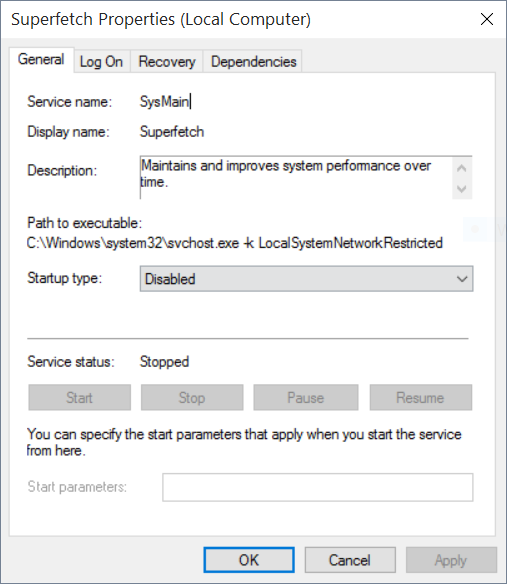 Superfetch Properties (Local Computer)
General Log On Recovery Dependencies
Service name: SysMain
Display name: Superfetch
Description: Maintains and improves system performance over
time.
Path to executable:
C:\Windows\system32\svchost.exe -k LocalSystemNetworkRestricted
Startup type: Disabled
Service status: Stopped
Start Stop Pause Resume
You can specify the start parameters that apply when you start the service
from here.
Start parameters:
OK Cancel Apply